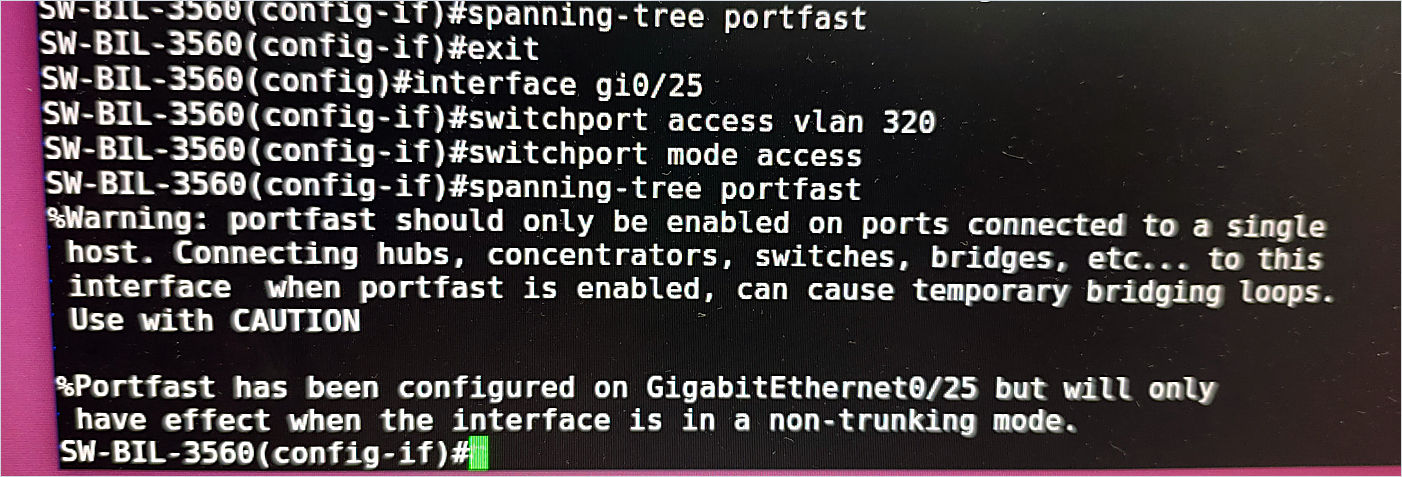 SW-BIL-3560(config-if)#spanning-tree portfast
SW-BIL-3560(config-if)#exit
SW-BIL-3560(config)#interface gi0/25
SW-BIL-3560(config-if)#switchport access vlan 320
SW-BIL-3560(config-if)#switchport mode access
SW-BIL-3560(config-if)#spanning-tree portfast
%Warning: portfast should only be enabled on ports connected to a single
host. Connecting hubs, concentrators, switches, bridges, etc... to this
interface  when portfast is enabled, can cause temporary bridging loops.
Use with CAUTION
%Portfast has been configured on GigabitEthernet0/25 but will only
have effect when the interface is in a non-trunking mode.
SW-BIL-3560(config-if)#